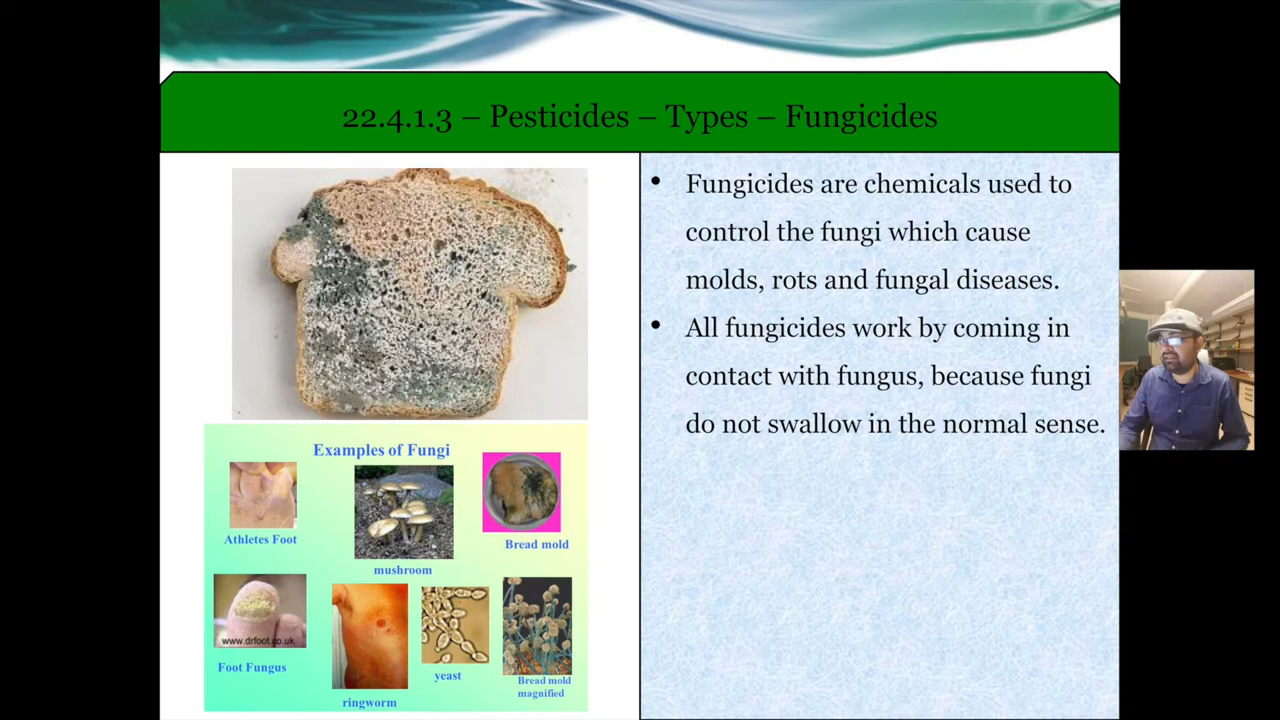 22.4.1.3 – Pesticides – Types – Fungicides
• Fungicides are chemicals used to
control the fungi which cause
molds, rots and fungal diseases.
• All fungicides work by coming in
contact with fungus, because fungi
do not swallow in the normal sense.
Examples of Fungi
Athletes Foot
mushroom
Bread mold
www.drfoot.co.uk
Foot Fungus
ringworm
yeast
Bread mold
magnified